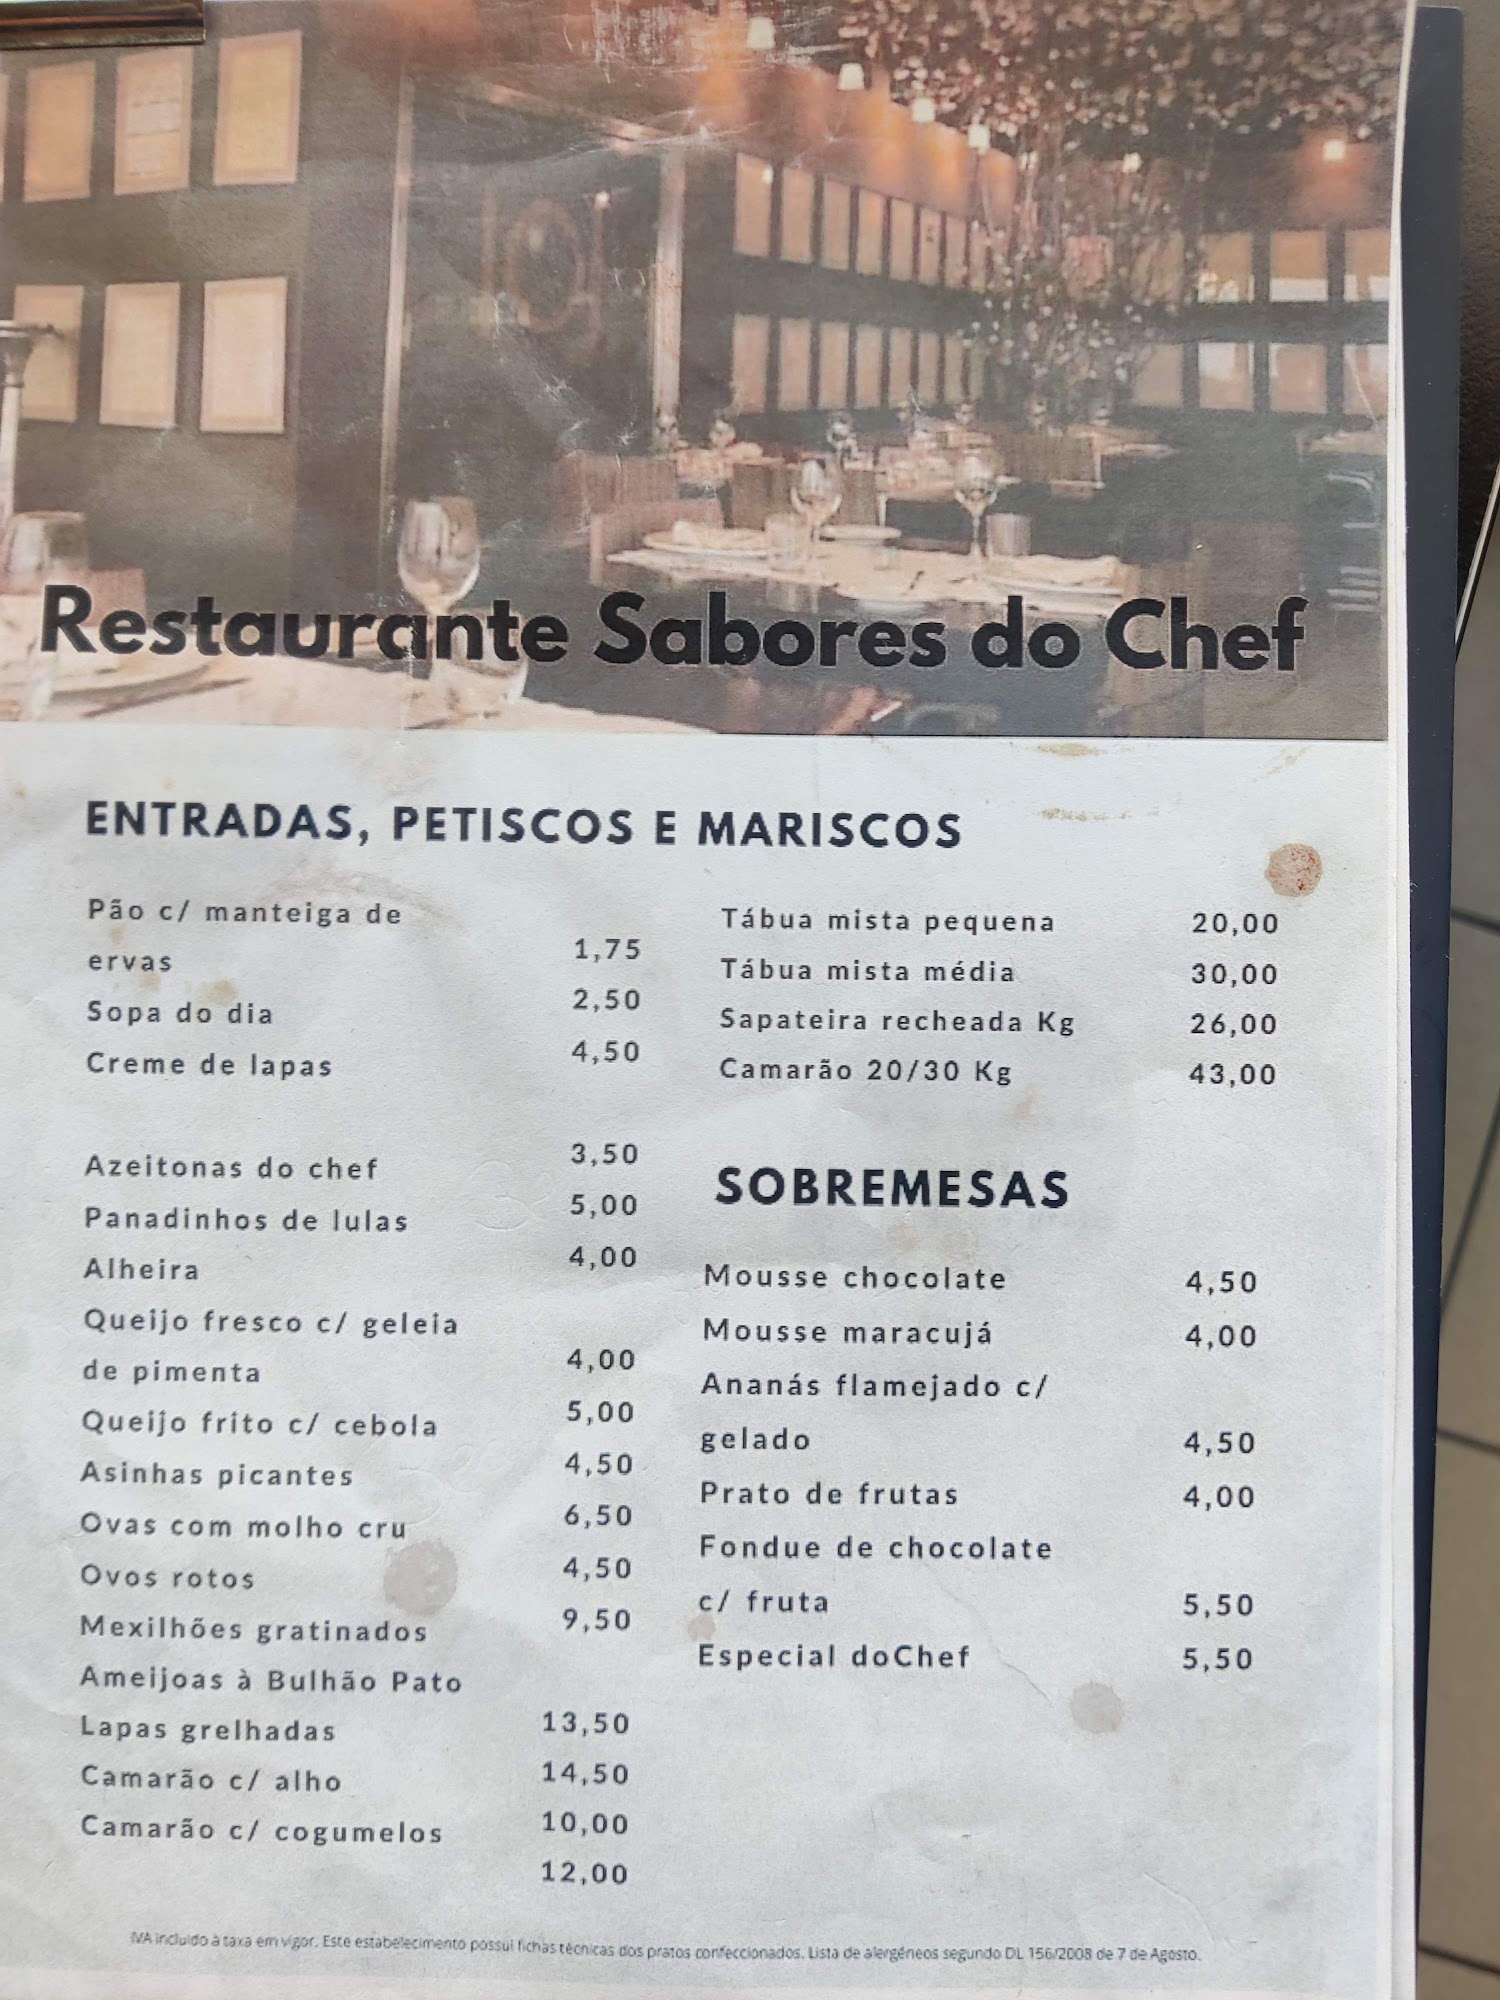 Restaurante Sabores do Chef
ENTRADAS, PETISCOS E MARISCOS
Pão c/ manteiga de
ervas 1,75
Sopa do dia 2,50
Creme de lapas 4,50
Azeitonas do chef 3,50
Panadinhos de lulas 5,00
Alheira 4,00
Queijo fresco c/ geleia
de pimenta 4,00
Queijo frito c/ cebola 5,00
Asinhas picantes 4,50
Ovas com molho cru 6,50
Ovos rotos 4,50
Mexilhões gratinados 9,50
Ameijoas à Bulhão Pato
Lapas grelhadas 13,50
Camarão c/ alho 14,50
Camarão c/ cogumelos 10,00
12,00
Tábua mista pequena 20,00
Tábua mista média 30,00
Sapateira recheada Kg 26,00
Camarão 20/30 Kg 43,00
SOBREMESAS
Mousse chocolate 4,50
Mousse maracujá 4,00
Ananás flamejado c/
gelado 4,50
Prato de frutas 4,00
Fondue de chocolate
c/ fruta 5,50
Especial doChef 5,50
IVA incluido à taxa em vigor. Este estabelecimento possui fichas técnicas dos pratos confeccionados. Lista de alergéneos segundo DL 156/2008 de 7 de Agosto.